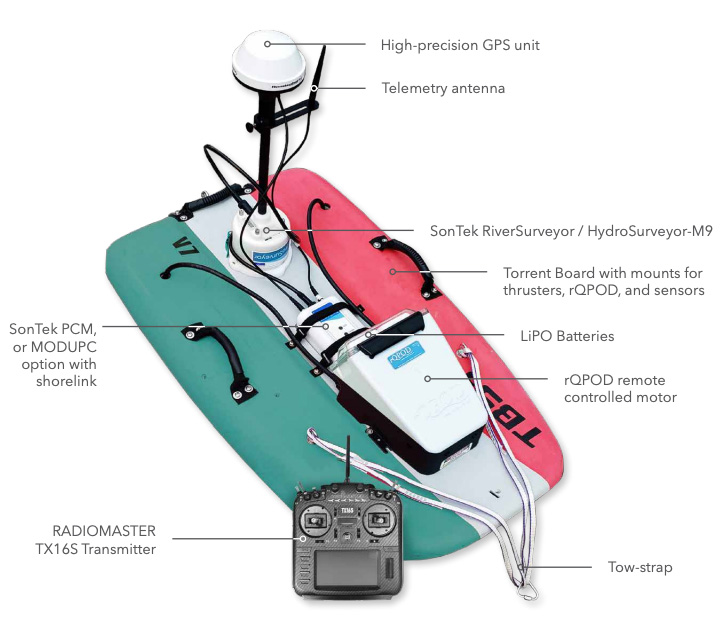 High-precision GPS unit
Telemetry antenna
SonTek RiverSurveyor / HydroSurveyor-M9
Torrent Board with mounts for
thrusters, rQPOD, and sensors
SonTek PCM,
or MODUPC
option with
shorelink
LiPO Batteries
rQPOD remote
controlled motor
RADIOMASTER
TX16S Transmitter
Tow-strap
rQPOD
TX16S